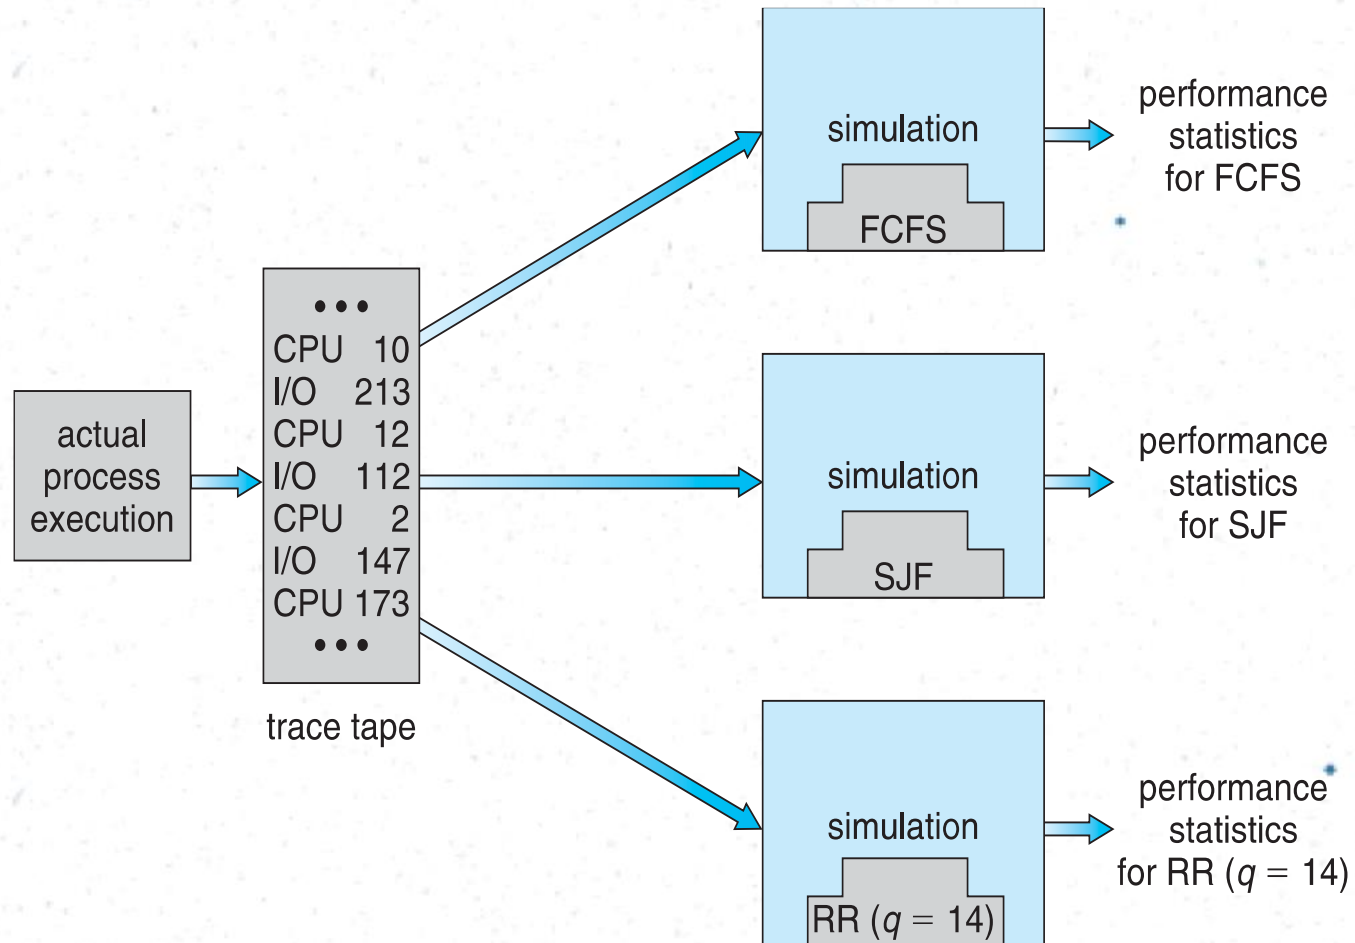 actual
process
execution
• • •
CPU 10
I/O 213
CPU 12
I/O 112
CPU 2
I/O 147
CPU 173
• • •
trace tape
simulation
FCFS
performance
statistics
for FCFS
simulation
SJF
performance
statistics
for SJF
simulation
RR (q = 14)
performance
statistics
for RR (q = 14)